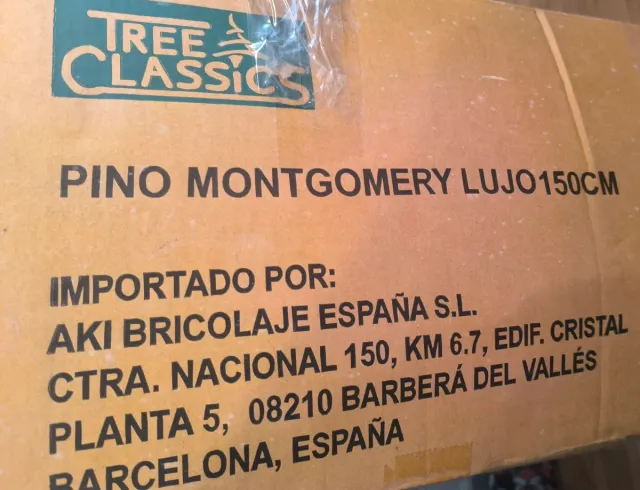 TREE
CLASSICS
PINO MONTGOMERY LUJO150CM
IMPORTADO POR:
AKI BRICOLAJE ESPAÑA S.L.
CTRA. NACIONAL 150, KM 6.7, EDIF. CRISTAL
PLANTA 5, 08210 BARBERÁ DEL VALLÉS
BARCELONA, ESPAÑA